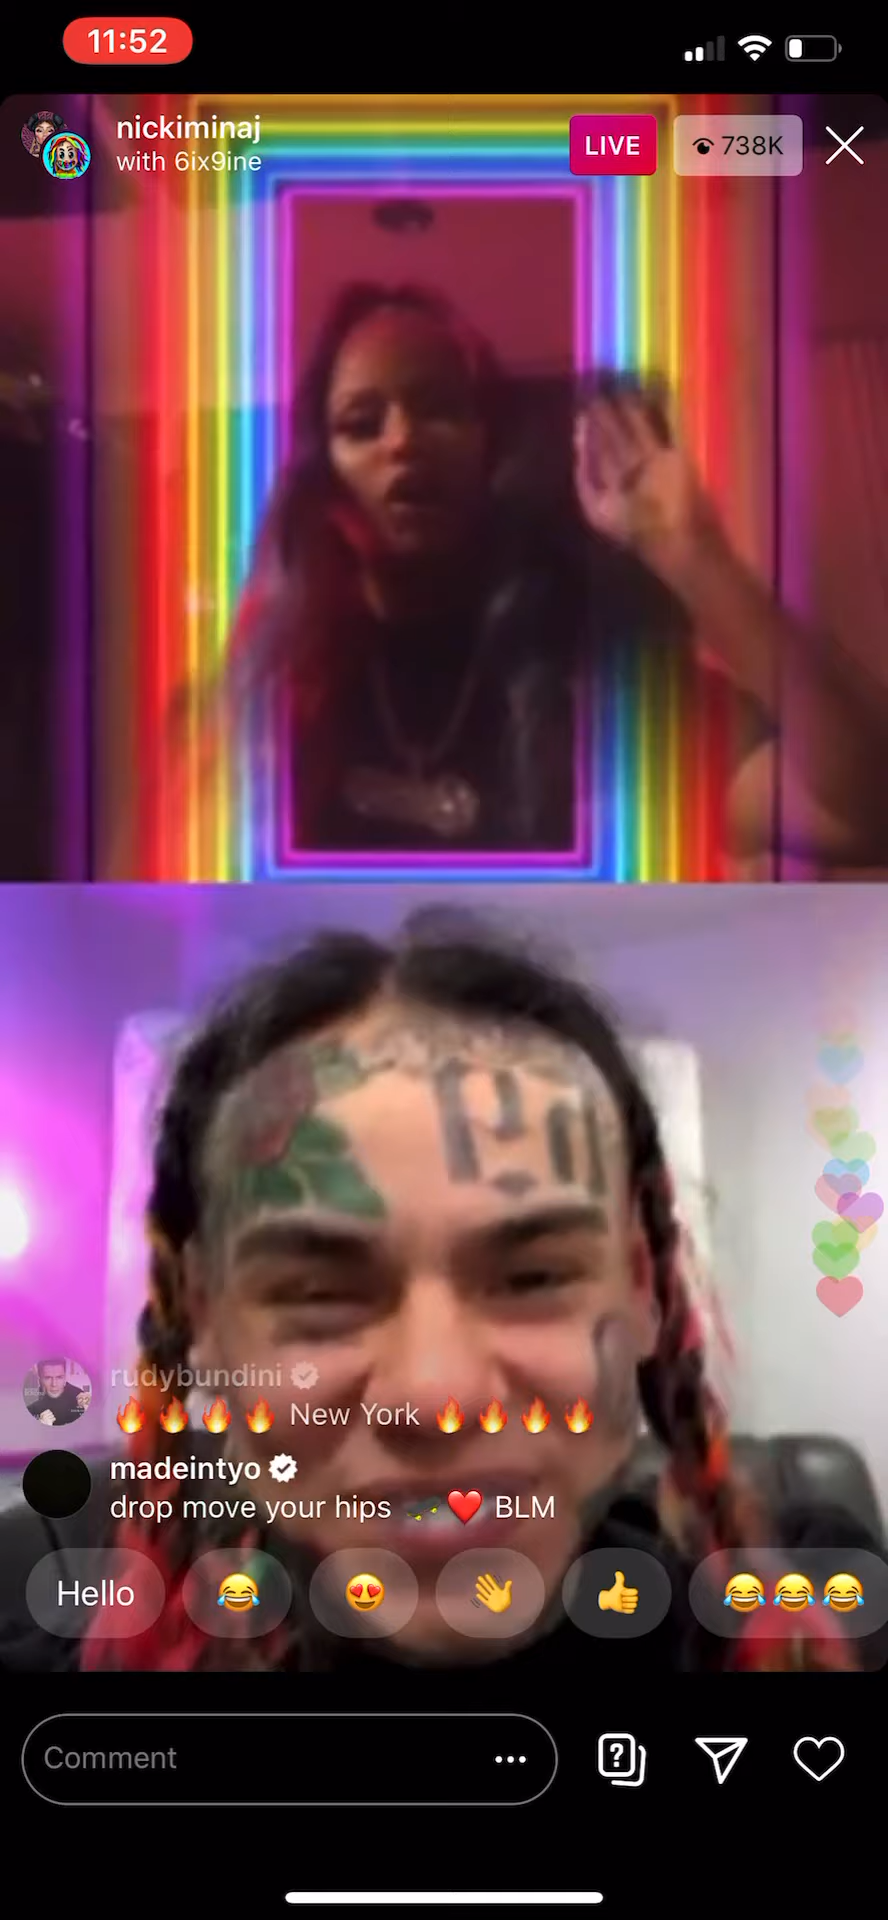 11:52
nickiminaj
with 6ix9ine
LIVE
738K
rudybundini
🔥🔥🔥🔥 New York 🔥🔥🔥🔥
madeintyo
drop move your hips ❤️ BLM
Hello 😂 😍 👋 👍 😂😂😂
Comment